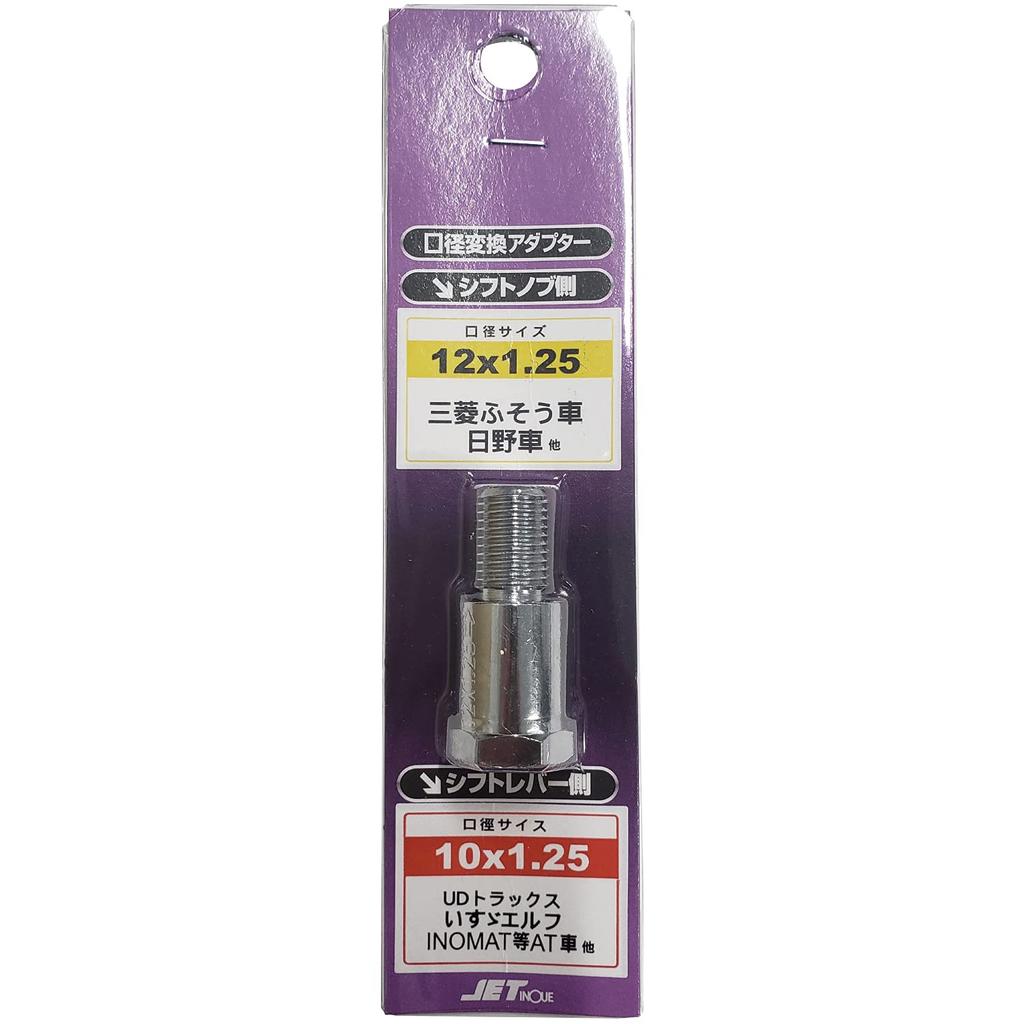 口径変換アダプター
シフトノブ側
口径サイズ
12x1.25
三菱ふそう車
日野車 他
シフトレバー側
口徑サイス
10x1.25
UDトラックス
いすゞエルフ
INOMAT等AT車 他
JET INOUE